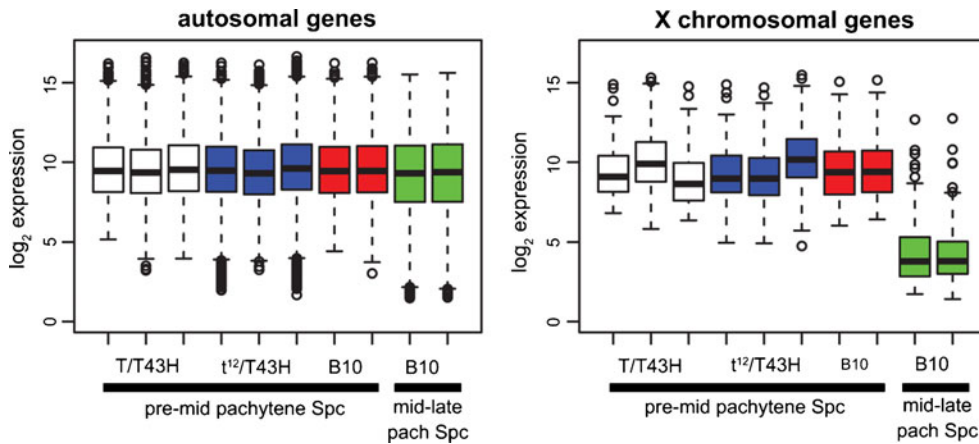 autosomal genes
log2 expression
15
10
5
0
T/T43H t¹²/T43H B10 B10
pre-mid pachytene Spc
mid-late
pach Spc
X chromosomal genes
log2 expression
15
10
5
0
T/T43H t¹²/T43H B10 B10
pre-mid pachytene Spc
mid-late
pach Spc